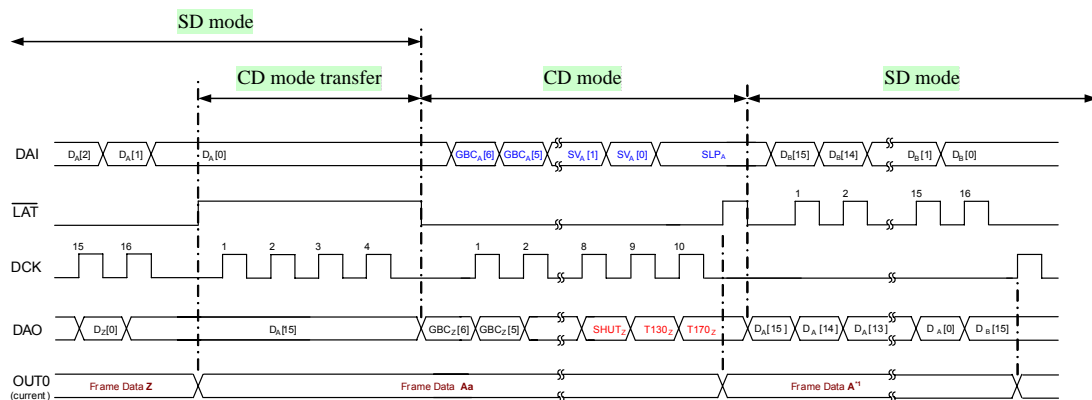 SD mode
CD mode transfer CD mode SD mode
DAI D_A[2] D_A[1] D_A[0] GBC_A[6] GBC_A[5] SV_A[1] SV_A[0] SLP_A D_B[15] D_B[14] D_B[1] D_B[0]
1 2 15 16
LAT
15 16 1 2 3 4 1 2 8 9 10
DCK
DAO D_Z[0] D_A[15] GBC_Z[6] GBC_Z[5] SHUT_Z T130_Z T170_Z D_A[15] D_A[14] D_A[13] D_A[0] D_B[15]
OUT0 Frame Data Z Frame Data Aa Frame Data A*1
(current)